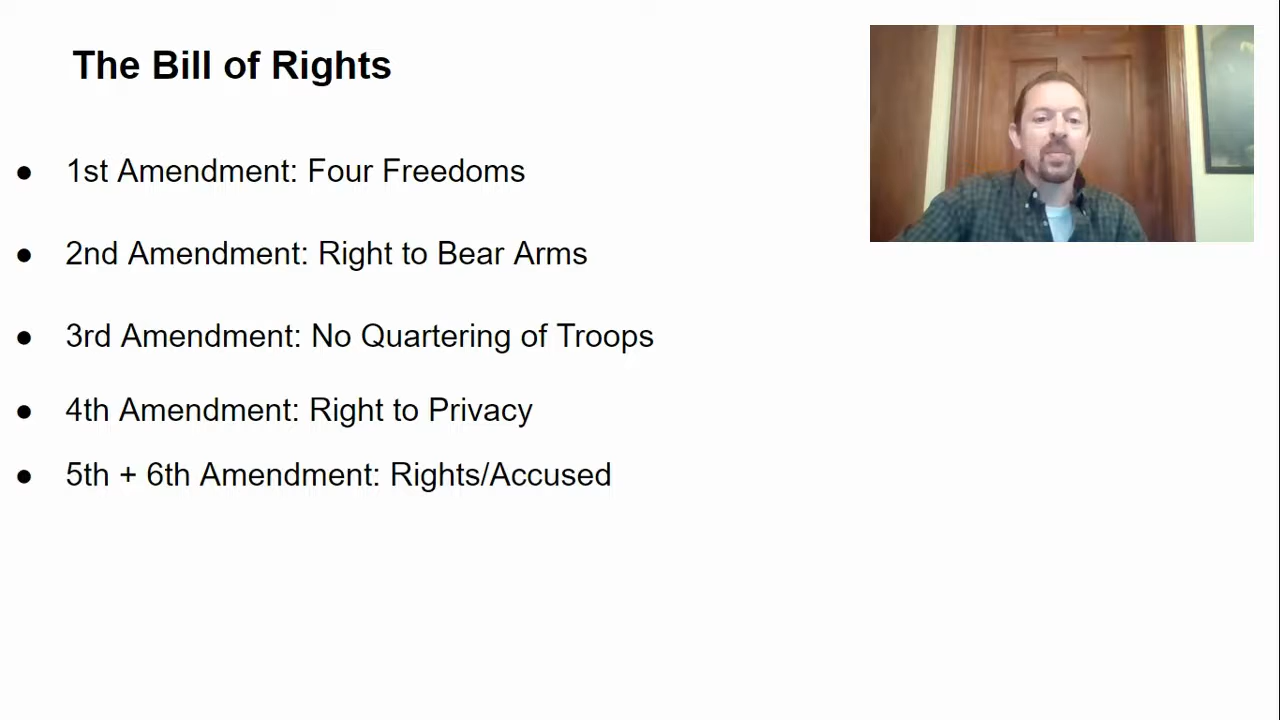 The Bill of Rights
● 1st Amendment: Four Freedoms
● 2nd Amendment: Right to Bear Arms
● 3rd Amendment: No Quartering of Troops
● 4th Amendment: Right to Privacy
● 5th + 6th Amendment: Rights/Accused